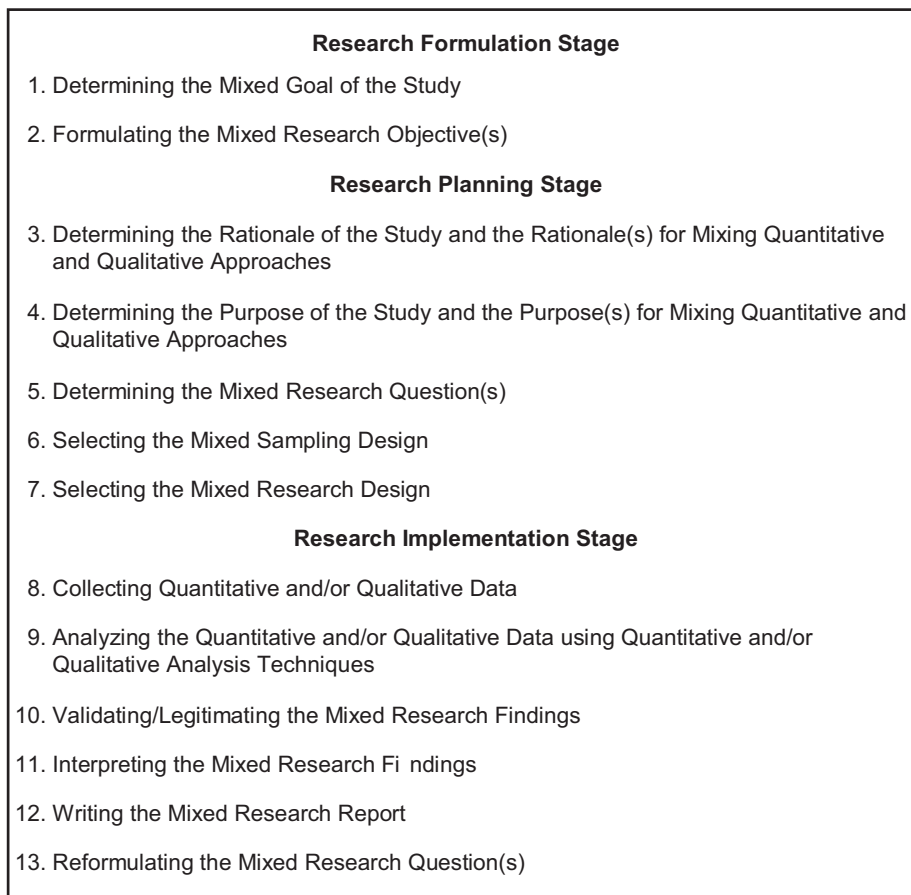 Research Formulation Stage
1. Determining the Mixed Goal of the Study
2. Formulating the Mixed Research Objective(s)
Research Planning Stage
3. Determining the Rationale of the Study and the Rationale(s) for Mixing Quantitative
and Qualitative Approaches
4. Determining the Purpose of the Study and the Purpose(s) for Mixing Quantitative and
Qualitative Approaches
5. Determining the Mixed Research Question(s)
6. Selecting the Mixed Sampling Design
7. Selecting the Mixed Research Design
Research Implementation Stage
8. Collecting Quantitative and/or Qualitative Data
9. Analyzing the Quantitative and/or Qualitative Data using Quantitative and/or
Qualitative Analysis Techniques
10. Validating/Legitimating the Mixed Research Findings
11. Interpreting the Mixed Research Fi ndings
12. Writing the Mixed Research Report
13. Reformulating the Mixed Research Question(s)